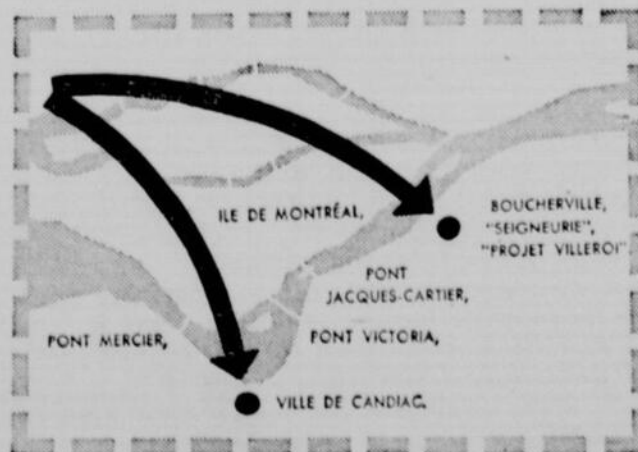 ILE DE MONTRÉAL,
BOUCHERVILLE,
"SEIGNEURIE",
"PROJET VILLEROI"
PONT
JACQUES-CARTIER,
PONT MERCIER,
PONT VICTORIA,
VILLE DE CANDIAC,